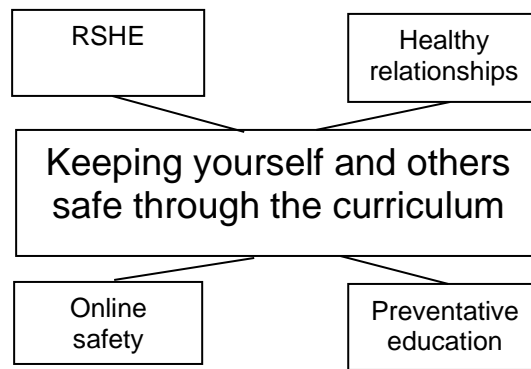 RSHE
Healthy
relationships
Keeping yourself and others
safe through the curriculum
Online
safety
Preventative
education